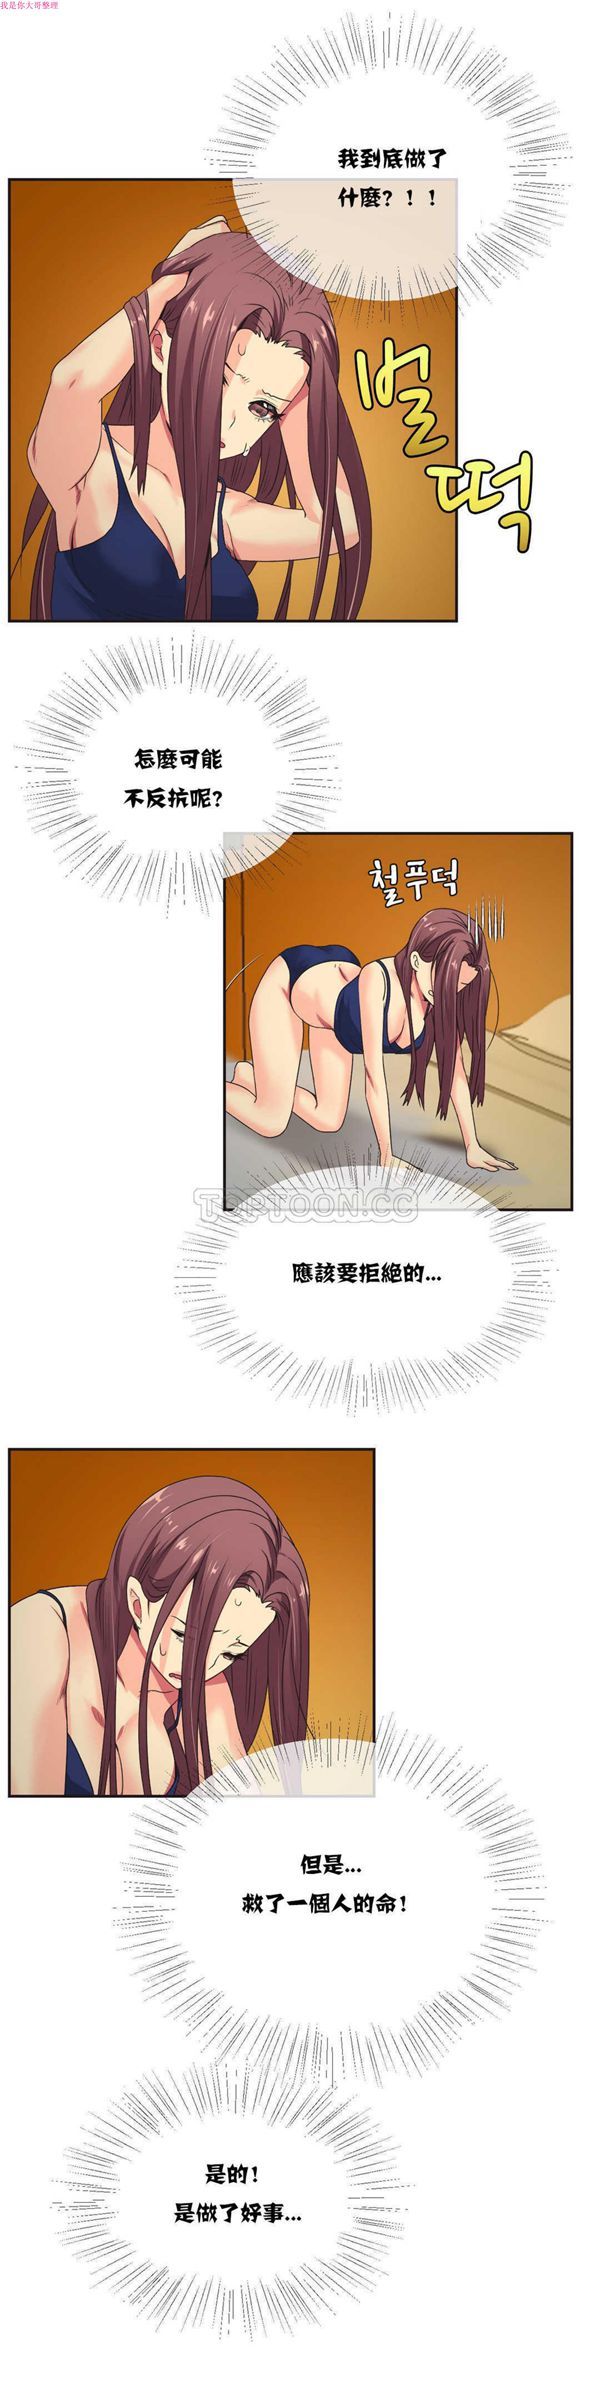 我是你大哥整理
我到底做了
什麼？！！
벌
떡
怎麼可能
不反抗呢？
철푸덕
TOPTOON.CC
應該要拒絕的...
但是...
救了一個人的命！
是的！
是做了好事...